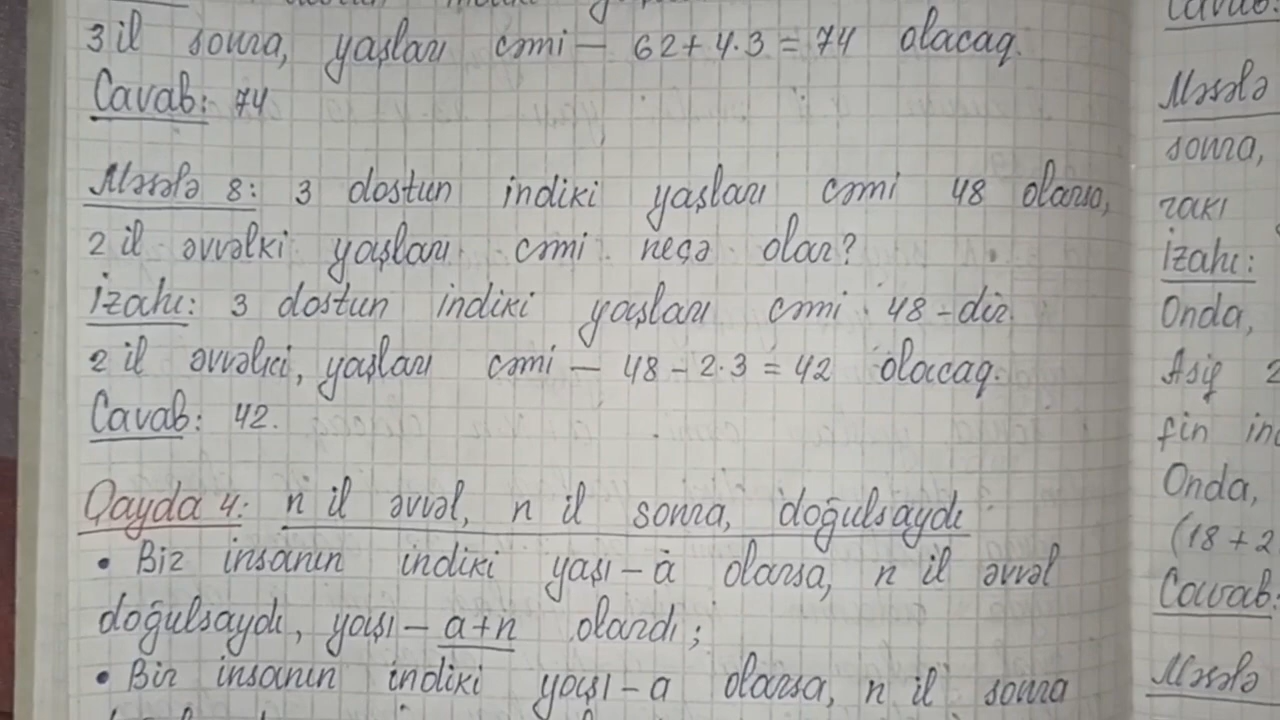 3 il sonra, yaşları cəmi – 62 + 4·3 = 74 olacaq.
Cavab: 74
Məsələ 8: 3 dostun indiki yaşları cəmi 48 olarsa,
2 il əvvəlki yaşları cəmi neçə olar?
İzahı: 3 dostun indiki yaşları cəmi 48-dir.
2 il əvvəlki, yaşları cəmi – 48 – 2·3 = 42 olacaq.
Cavab: 42.
Qayda 4: n il əvvəl, n il sonra, doğulsaydı
• Bir insanın indiki yaşı – a olarsa, n il əvvəl
doğulsaydı, yaşı – a+n olardı;
• Bir insanın indiki yaşı – a olarsa, n il sonra
Məsələ
sonra,
rəkı
İzahı:
Onda,
Asif 2
fin in
Onda,
(18 + 2
Cavab:
Məsələ